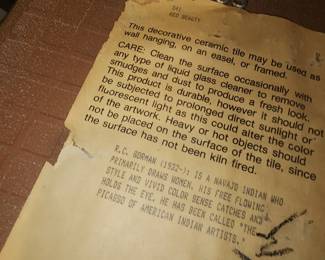 541
RED BEAUTY
This decorative ceramic tile may be used as
wall hanging, on an easel, or framed.
CARE: Clean the surface occasionally with
any type of liquid glass cleaner to remove
smudges and dust to produce a fresh look.
This product is durable, however it should not
be subjected to prolonged direct sunlight or
fluorescent light as this could alter the color
of the artwork. Heavy or hot objects should
not be placed on the surface of the tile, since
the surface has not been kiln fired.
R.C. GORMAN (1932-): IS A NAVAJO INDIAN WHO
PRIMARILY DRAWS WOMEN. HIS FREE FLOWING
STYLE AND VIVID COLOR SENSE CATCHES AND
HOLDS THE EYE. HE HAS BEEN CALLED "THE
PICASSO OF AMERICAN INDIAN ARTISTS."